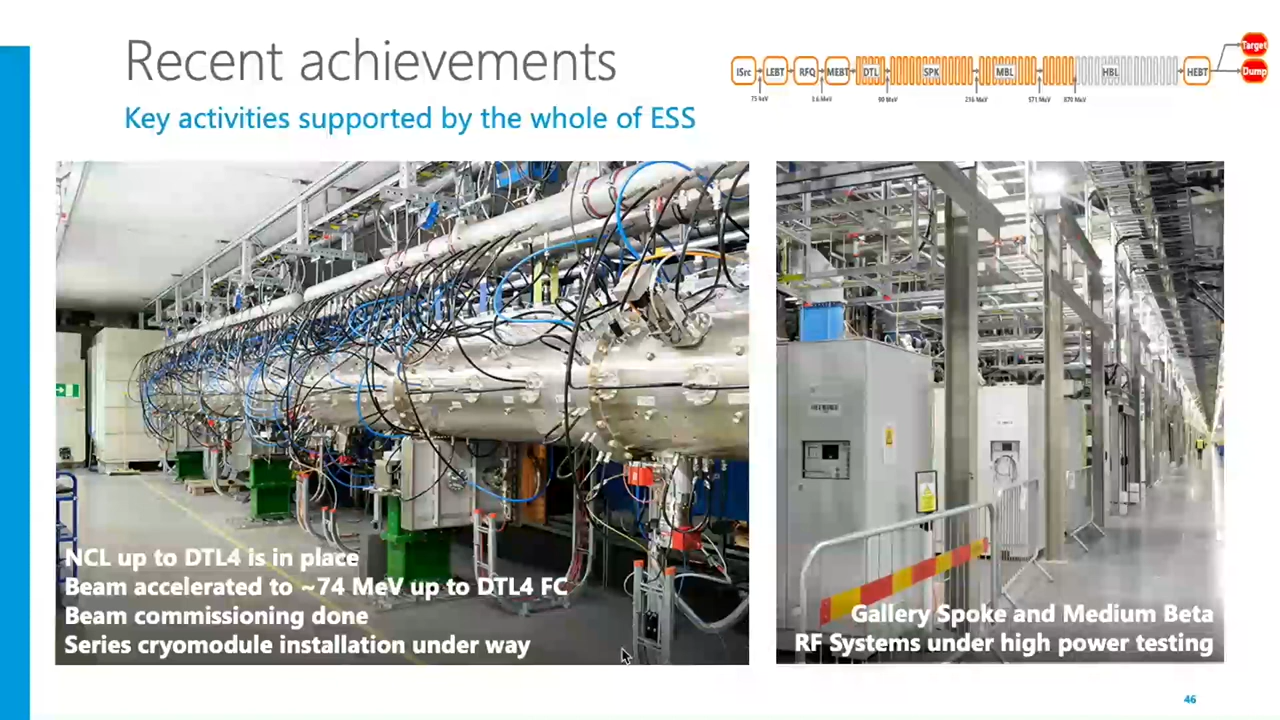 Recent achievements
Key activities supported by the whole of ESS
ISrc LEBT RFQ MEBT DTL SPK MBL HBL HEBT Target
Dump
75 keV 3.6 MeV 90 MeV 216 MeV 571 MeV 870 MeV
NCL up to DTL4 is in place
Beam accelerated to ~74 MeV up to DTL4 FC
Beam commissioning done
Series cryomodule installation under way
Gallery Spoke and Medium Beta
RF Systems under high power testing
46